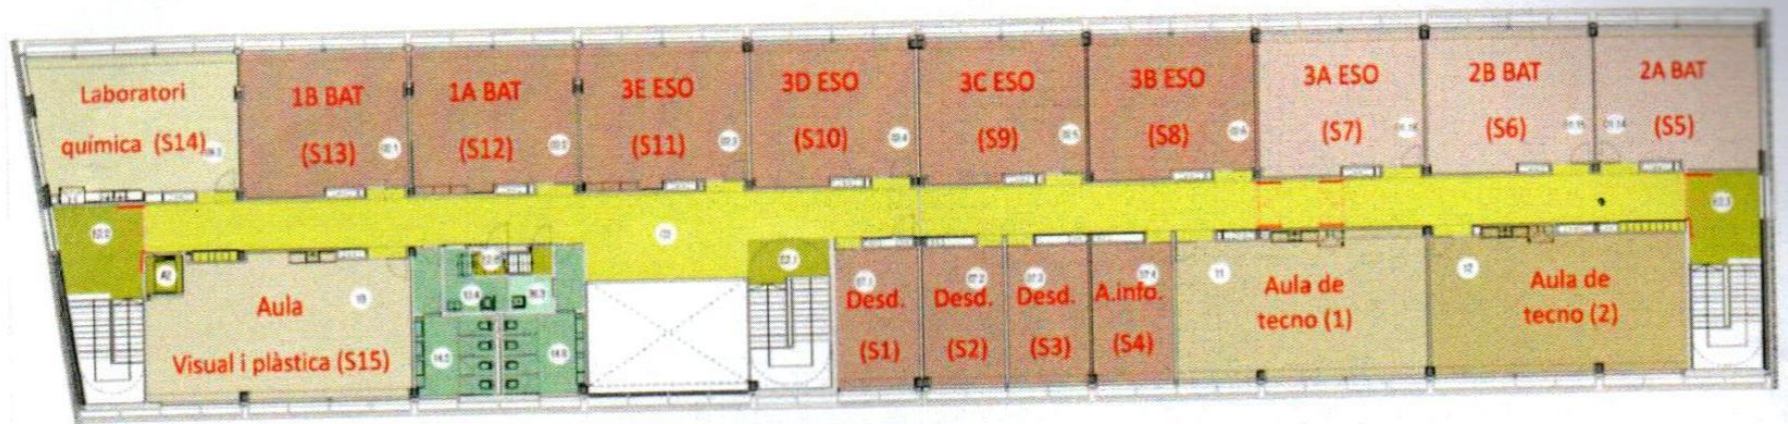 Laboratori
química (S14)
1B BAT
(S13)
1A BAT
(S12)
3E ESO
(S11)
3D ESO
(S10)
3C ESO
(S9)
3B ESO
(S8)
3A ESO
(S7)
2B BAT
(S6)
2A BAT
(S5)
Aula
Visual i plàstica (S15)
Desd.
(S1)
Desd.
(S2)
Desd.
(S3)
A.info.
(S4)
Aula de
tecno (1)
Aula de
tecno (2)